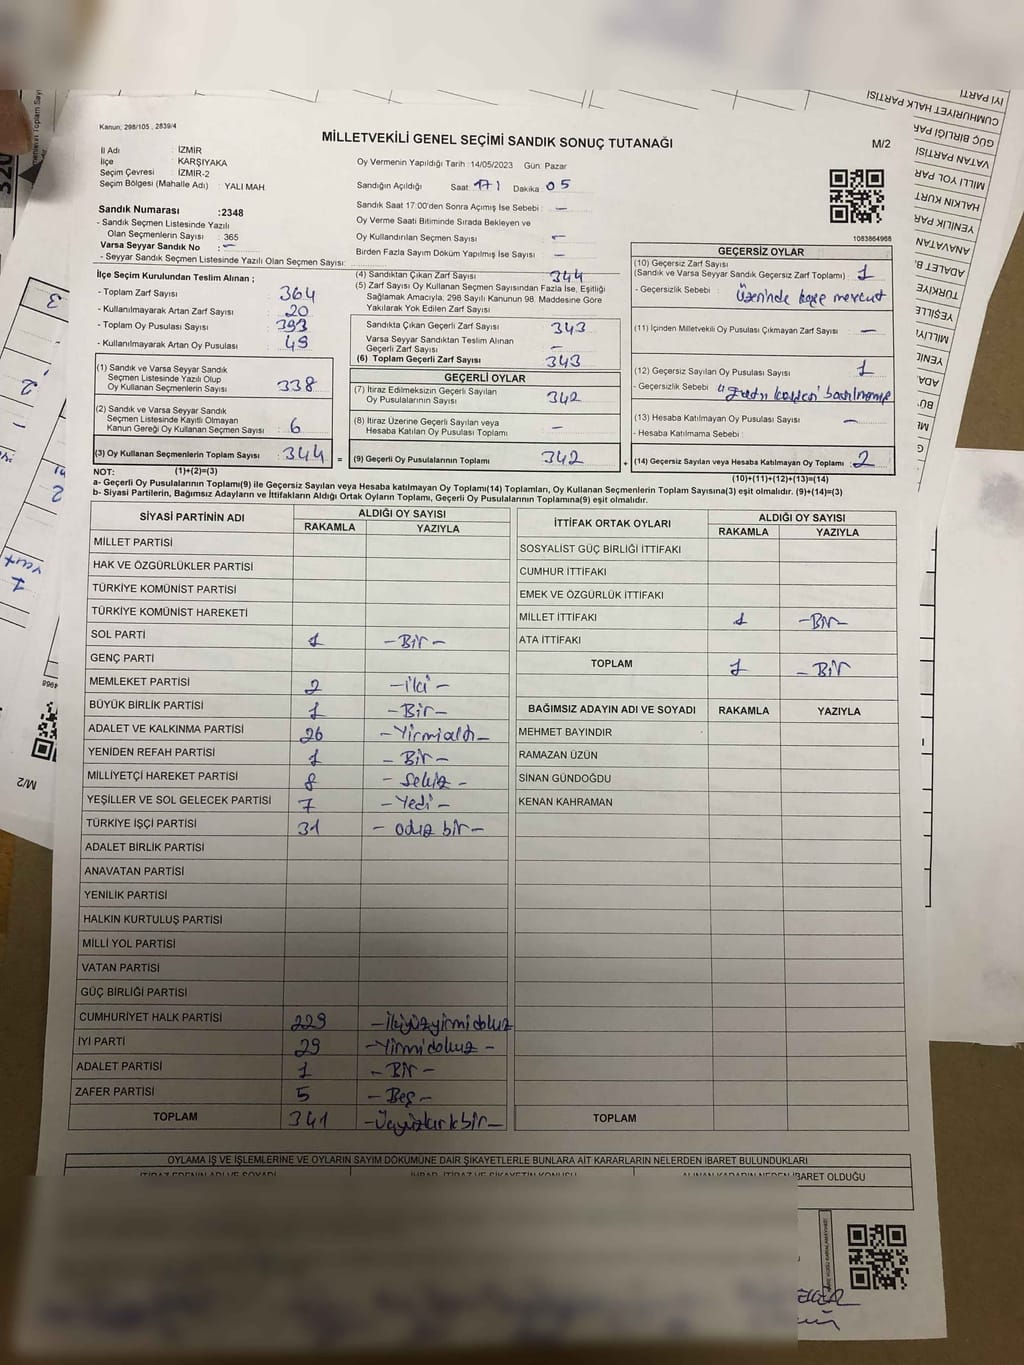 Kanun; 298/105 , 2839/4
MİLLETVEKİLİ GENEL SEÇİMİ SANDIK SONUÇ TUTANAĞI
M/2
İl Adı : İZMİR
İlçe : KARŞIYAKA
Seçim Çevresi : İZMİR-2
Seçim Bölgesi (Mahalle Adı) : YALI MAH
Oy Vermenin Yapıldığı Tarih :14/05/2023 Gün: Pazar
Sandığın Açıldığı Saat: 17 Dakika: 05
Sandık Saat 17:00'den Sonra Açımış İse Sebebi : –
Oy Verme Saati Bitiminde Sırada Bekleyen ve
Oy Kullandırılan Seçmen Sayısı : –
Birden Fazla Sayım Döküm Yapılmış İse Sayısı : –
1083864968
Sandık Numarası :2348
- Sandık Seçmen Listesinde Yazılı
Olan Seçmenlerin Sayısı : 365
Varsa Seyyar Sandık No : –
- Seyyar Sandık Seçmen Listesinde Yazılı Olan Seçmen Sayısı:
İlçe Seçim Kurulundan Teslim Alınan ;
- Toplam Zarf Sayısı : 364
- Kullanılmayarak Artan Zarf Sayısı : 20
- Toplam Oy Pusulası Sayısı : 393
- Kullanılmayarak Artan Oy Pusulası : 49
(1) Sandık ve Varsa Seyyar Sandık
Seçmen Listesinde Yazılı Olup
Oy Kullanan Seçmenlerin Sayısı : 338
(2) Sandık ve Varsa Seyyar Sandık
Seçmen Listesinde Kayıtlı Olmayan
Kanun Gereği Oy Kullanan Seçmen Sayısı : 6
(3) Oy Kullanan Seçmenlerin Toplam Sayısı : 344
(4) Sandıktan Çıkan Zarf Sayısı : 344
(5) Zarf Sayısı Oy Kullanan Seçmen Sayısından Fazla İse, Eşitliği
Sağlamak Amacıyla; 298 Sayılı Kanunun 98. Maddesine Göre
Yakılarak Yok Edilen Zarf Sayısı :
Sandıkta Çıkan Geçerli Zarf Sayısı : 343
Varsa Seyyar Sandıktan Teslim Alınan
Geçerli Zarf Sayısı : –
(6) Toplam Geçerli Zarf Sayısı : 343
GEÇERLİ OYLAR
(7) İtiraz Edilmeksizin Geçerli Sayılan
Oy Pusulalarının Sayısı : 342
(8) İtiraz Üzerine Geçerli Sayılan veya
Hesaba Katılan Oy Pusulası Toplamı : –
= (9) Geçerli Oy Pusulalarının Toplamı : 342
GEÇERSİZ OYLAR
(10) Geçersiz Zarf Sayısı
(Sandık ve Varsa Seyyar Sandık Geçersiz Zarf Toplamı) : 1
- Geçersizlik Sebebi : Üzerinde kaşe mevcut
(11) İçinden Milletvekili Oy Pusulası Çıkmayan Zarf Sayısı : –
(12) Geçersiz Sayılan Oy Pusulası Sayısı : 1
- Geçersizlik Sebebi :
(13) Hesaba Katılmayan Oy Pusulası Sayısı : –
- Hesaba Katılmama Sebebi :
+ (14) Geçersiz Sayılan veya Hesaba Katılmayan Oy Toplamı : 2
NOT: (1)+(2)=(3)
(10)+(11)+(12)+(13)=(14)
a- Geçerli Oy Pusulalarının Toplamı(9) ile Geçersiz Sayılan veya Hesaba katılmayan Oy Toplamı(14) Toplamları, Oy Kullanan Seçmenlerin Toplam Sayısına(3) eşit olmalıdır. (9)+(14)=(3)
b- Siyasi Partilerin, Bağımsız Adayların ve İttifakların Aldığı Ortak Oyların Toplamı, Geçerli Oy Pusulalarının Toplamına(9) eşit olmalıdır.
SİYASİ PARTİNİN ADI ALDIĞI OY SAYISI
RAKAMLA YAZIYLA
MİLLET PARTİSİ
HAK VE ÖZGÜRLÜKLER PARTİSİ
TÜRKİYE KOMÜNİST PARTİSİ
TÜRKİYE KOMÜNİST HAREKETİ
SOL PARTİ 1 – Bir –
GENÇ PARTİ
MEMLEKET PARTİSİ 2 – iki –
BÜYÜK BİRLİK PARTİSİ 1 – Bir –
ADALET VE KALKINMA PARTİSİ 26 – Yirmialtı –
YENİDEN REFAH PARTİSİ 1 – Bir –
MİLLİYETÇİ HAREKET PARTİSİ 8 – Sekiz –
YEŞİLLER VE SOL GELECEK PARTİSİ 7 – Yedi –
TÜRKİYE İŞÇİ PARTİSİ 31 – otuz bir –
ADALET BİRLİK PARTİSİ
ANAVATAN PARTİSİ
YENİLİK PARTİSİ
HALKIN KURTULUŞ PARTİSİ
MİLLİ YOL PARTİSİ
VATAN PARTİSİ
GÜÇ BİRLİĞİ PARTİSİ
CUMHURİYET HALK PARTİSİ 229 – İkiyüzyirmidokuz
İYİ PARTİ 29 – Yirmidokuz –
ADALET PARTİSİ 1 – Bir –
ZAFER PARTİSİ 5 – Beş –
TOPLAM 341 – Üçyüzkırkbir –
İTTİFAK ORTAK OYLARI ALDIĞI OY SAYISI
RAKAMLA YAZIYLA
SOSYALİST GÜÇ BİRLİĞİ İTTİFAKI
CUMHUR İTTİFAKI
EMEK VE ÖZGÜRLÜK İTTİFAKI
MİLLET İTTİFAKI 1 – Bir –
ATA İTTİFAKI
TOPLAM 1 – Bir
BAĞIMSIZ ADAYIN ADI VE SOYADI RAKAMLA YAZIYLA
MEHMET BAYINDIR
RAMAZAN ÜZÜN
SİNAN GÜNDOĞDU
KENAN KAHRAMAN
TOPLAM
OYLAMA İŞ VE İŞLEMLERİNE VE OYLARIN SAYIM DÖKÜMÜNE DAİR ŞİKAYETLERLE BUNLARA AİT KARARLARIN NELERDEN İBARET BULUNDUKLARI
İYİ PARTİ
CUMHURİYET HALK PARTİSİ
GÜÇ BİRLİĞİ PAR
VATAN PARTİSİ
MİLLİ YOL PAR
HALKIN KURT
YENİLİK PAR
ANAVATAN
ADALET B
TÜRKİYE
YEŞİLLE
MİLLİY
YENİ
ADA
M/2